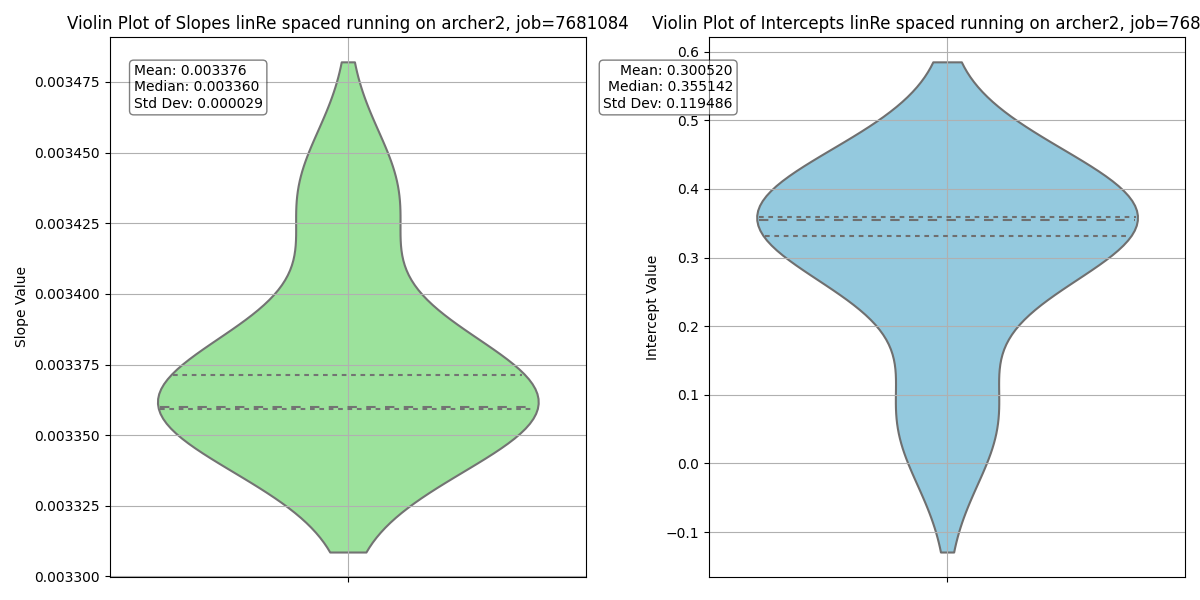 Violin Plot of Slopes linRe spaced running on archer2, job=7681084
Mean: 0.003376
Median: 0.003360
Std Dev: 0.000029
0.003475
0.003450
0.003425
0.003400
0.003375
0.003350
0.003325
0.003300
Slope Value
Violin Plot of Intercepts linRe spaced running on archer2, job=768
Mean: 0.300520
Median: 0.355142
Std Dev: 0.119486
0.6
0.5
0.4
0.3
0.2
0.1
0.0
−0.1
Intercept Value